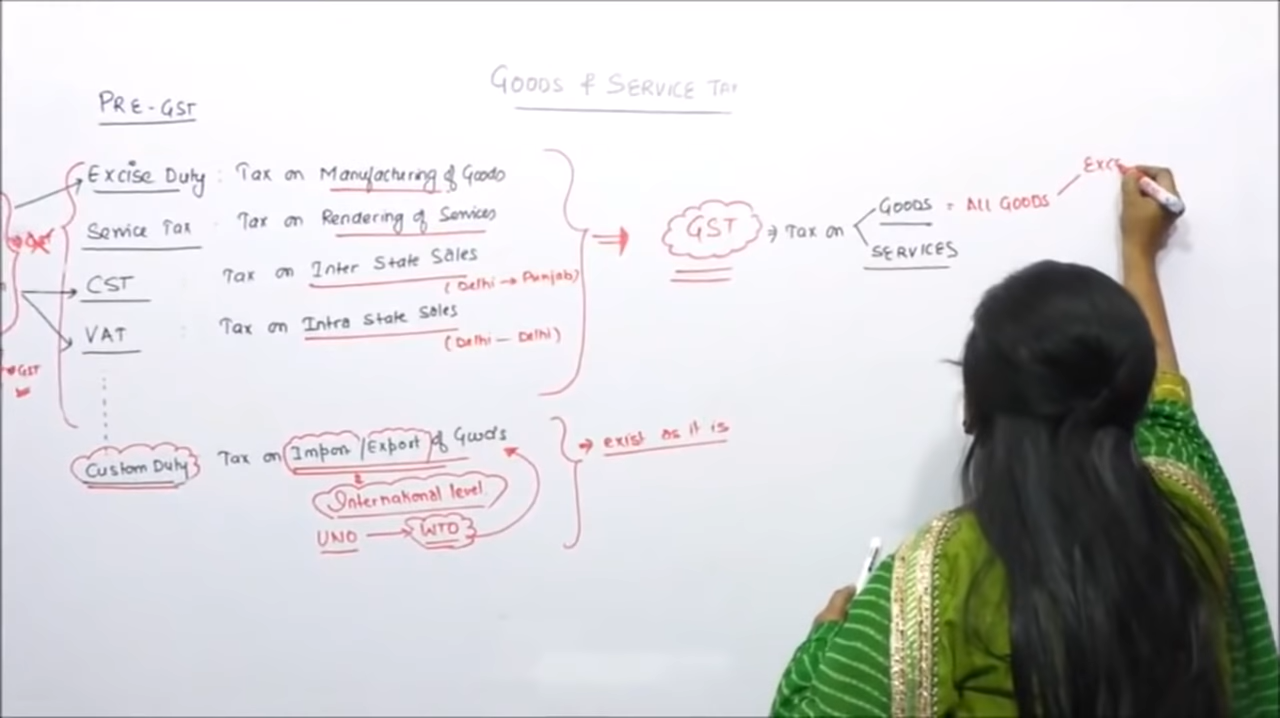 GOODS & SERVICE TAX
PRE-GST
Excise Duty : Tax on Manufacturing of Goods
Service Tax : Tax on Rendering of Services
CST Tax on Inter State Sales
(Delhi → Punjab)
VAT : Tax on Intra State Sales
(Delhi — Delhi)
GST
Custom Duty Tax on Import /Export of Goods
International level
UNO → WTO
⇒ exist as it is
GST ⇒ Tax on
GOODS = ALL GOODS
SERVICES